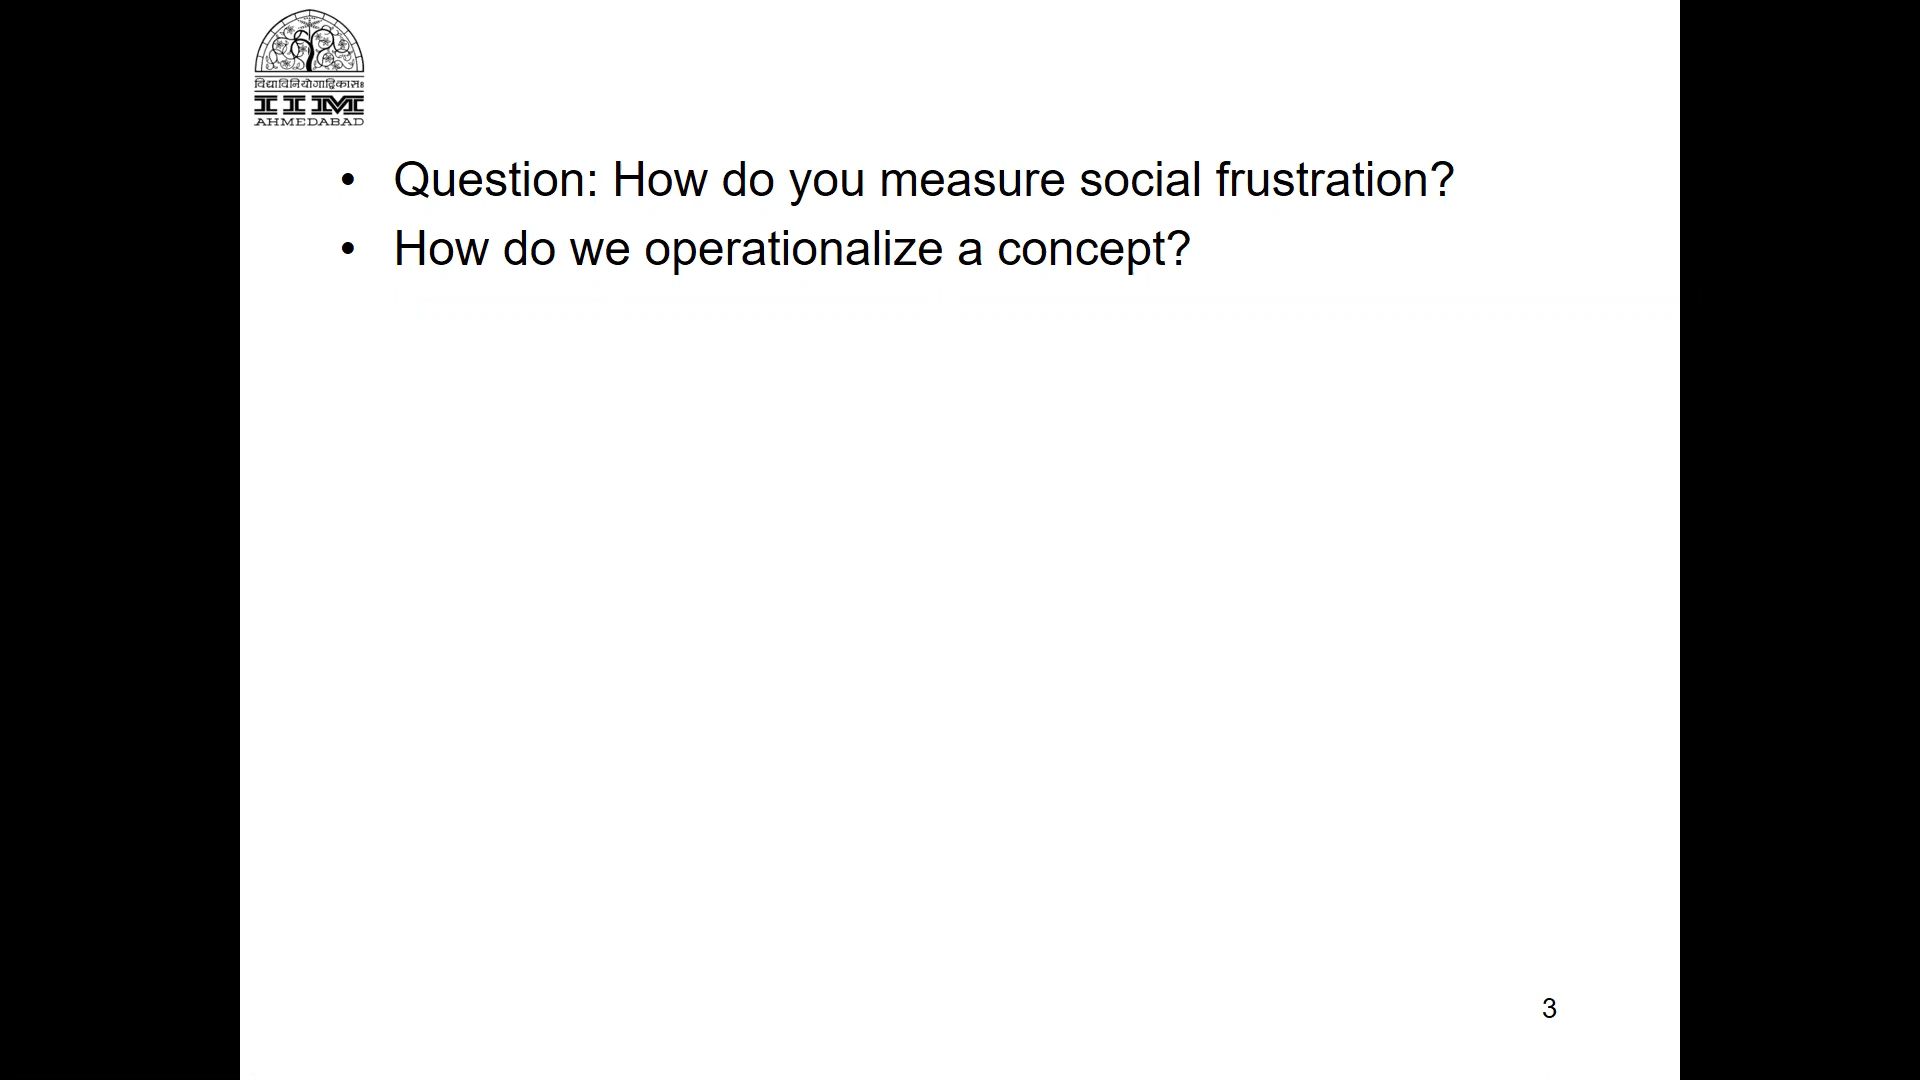 विद्याविनियोगाद्विकासः
IIM
AHMEDABAD
• Question: How do you measure social frustration?
• How do we operationalize a concept?
3